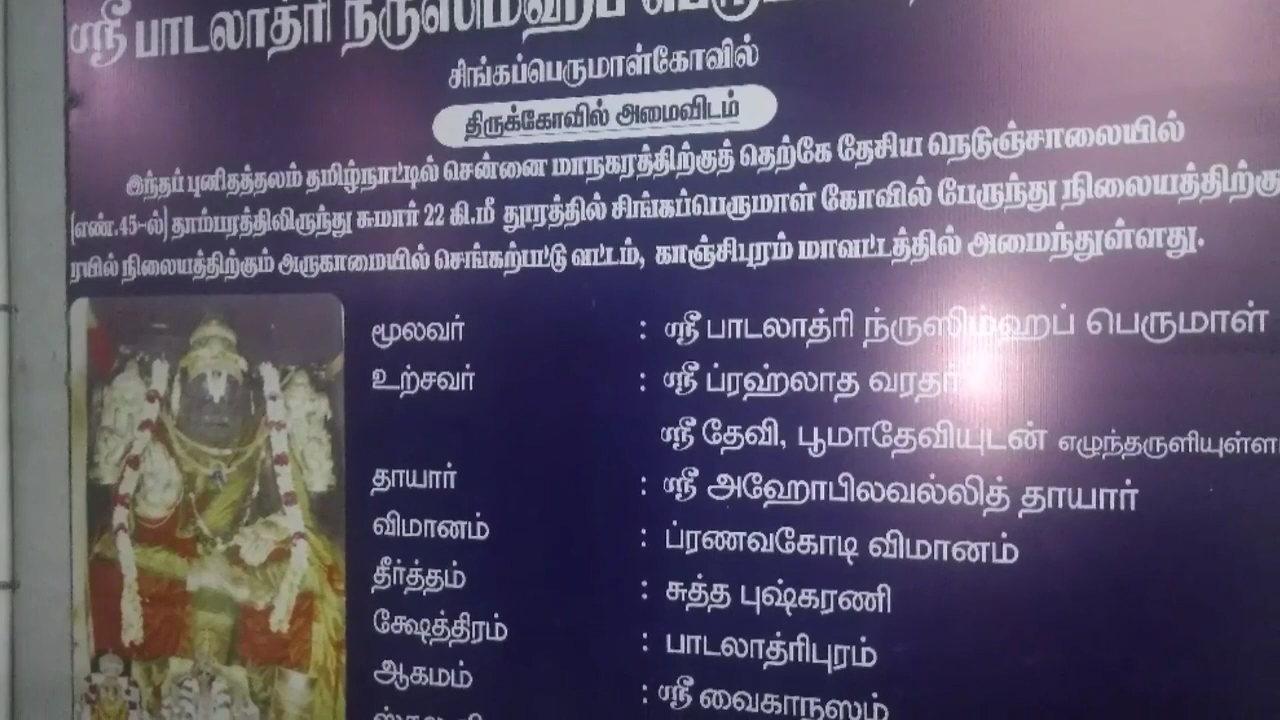 ஸ்ரீ பாடலாத்ரி நருஸிம்ஹப்
சிங்கப்பெருமாள்கோவில்
திருக்கோவில் அமைவிடம்
இந்தப் புனிதத்தலம் தமிழ்நாட்டில் சென்னை மாநகரத்திற்குத் தெற்கே தேசிய நெடுஞ்சாலையில்
(எண்.45-ல்) தாம்பரத்திலிருந்து சுமார் 22 கி.மீ தூரத்தில் சிங்கப்பெருமாள் கோவில் பேருந்து நிலையத்திற்கு
ரயில் நிலையத்திற்கும் அருகாமையில் செங்கற்பட்டு வட்டம், காஞ்சிபுரம் மாவட்டத்தில் அமைந்துள்ளது.
மூலவர் : ஸ்ரீ பாடலாத்ரி ந்ருஸிம்ஹப் பெருமாள்
உற்சவர் : ஸ்ரீ ப்ரஹ்லாத வரதர்
ஸ்ரீ தேவி, பூமாதேவியுடன் எழுந்தருளியுள்ளார்
தாயார் : ஸ்ரீ அஹோபிலவல்லித் தாயார்
விமானம் : ப்ரணவகோடி விமானம்
தீர்த்தம் : சுத்த புஷ்கரணி
க்ஷேத்திரம் : பாடலாத்ரிபுரம்
ஆகமம் : ஸ்ரீ வைகாநஸம்